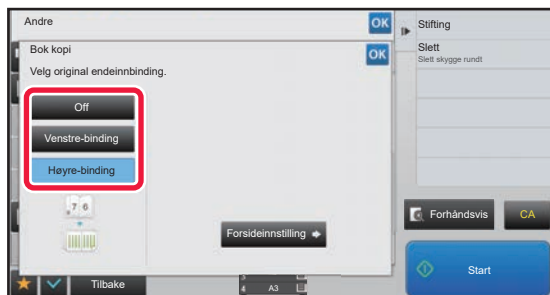 Andre
OK
Bok kopi
OK
Velg original endeinnbinding.
Off
Venstre-binding
Høyre-binding
7 6
Forsideinnstilling
Tilbake
4 A3
Stifting
Slett
Slett skygge rundt
Forhåndsvis
CA
Start